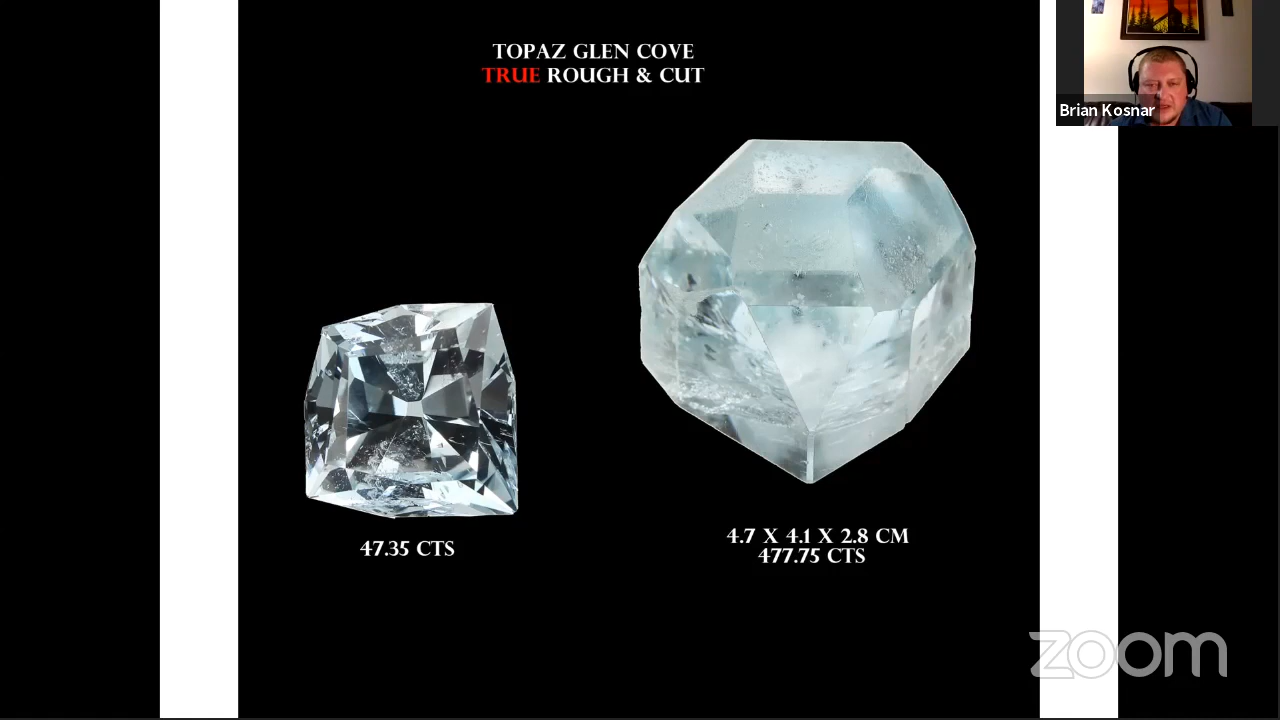 TOPAZ GLEN COVE
TRUE ROUGH & CUT
Brian Kosnar
47.35 CTS
4.7 X 4.1 X 2.8 CM
477.75 CTS
zoom